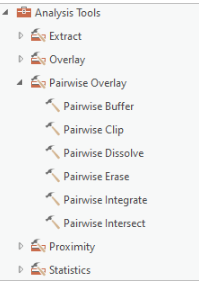 Analysis Tools
Extract
Overlay
Pairwise Overlay
Pairwise Buffer
Pairwise Clip
Pairwise Dissolve
Pairwise Erase
Pairwise Integrate
Pairwise Intersect
Proximity
Statistics